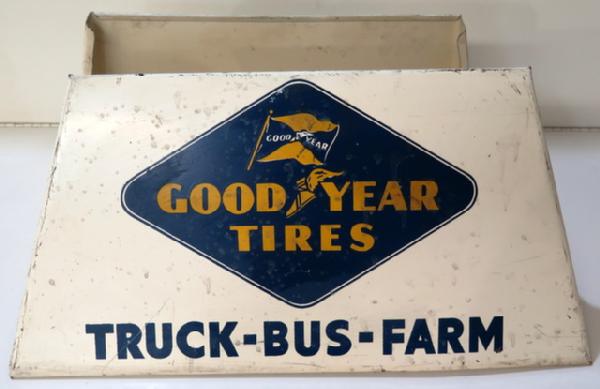 GOOD YEAR
GOOD YEAR
TIRES
TRUCK-BUS-FARM